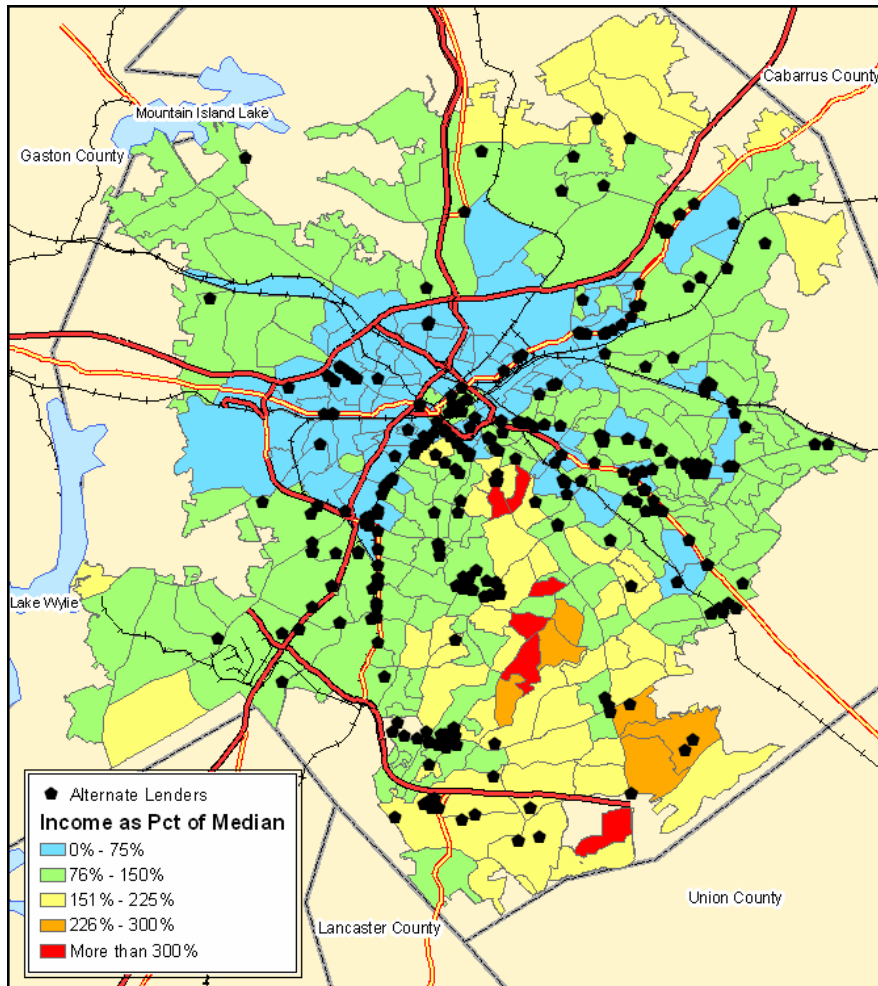 Cabarrus County
Mountain Island Lake
Gaston County
Lake Wylie
Alternate Lenders
Income as Pct of Median
0% - 75%
76% - 150%
151% - 225%
226% - 300%
More than 300%
Union County
Lancaster County